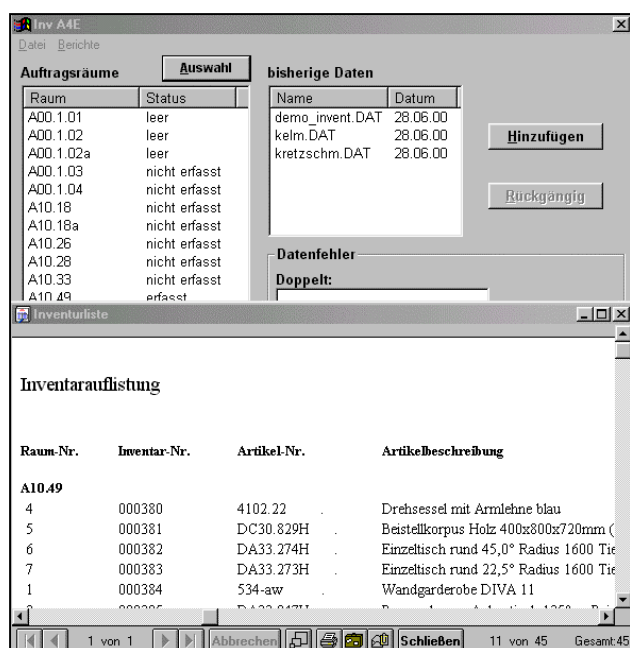 Inv A4E
Datei Berichte
Auftragsräume Auswahl
Raum Status
A00.1.01 leer
A00.1.02 leer
A00.1.02a leer
A00.1.03 nicht erfasst
A00.1.04 nicht erfasst
A10.18 nicht erfasst
A10.18a nicht erfasst
A10.26 nicht erfasst
A10.28 nicht erfasst
A10.33 nicht erfasst
A10.49 erfasst
bisherige Daten
Name Datum
demo_invent.DAT 28.06.00
kelm.DAT 28.06.00
kretzschm.DAT 28.06.00
Hinzufügen
Rückgängig
Datenfehler
Doppelt:
Inventurliste
Inventarauflistung
Raum-Nr. Inventar-Nr. Artikel-Nr. Artikelbeschreibung
A10.49
4 000380 4102.22 . Drehsessel mit Armlehne blau
5 000381 DC30.829H . Beistellkorpus Holz 400x800x720mm (
6 000382 DA33.274H . Einzeltisch rund 45,0° Radius 1600 Tie
7 000383 DA33.273H . Einzeltisch rund 22,5° Radius 1600 Tie
1 000384 534-aw . Wandgarderobe DIVA 11
1 von 1 Abbrechen Schließen 11 von 45 Gesamt:45